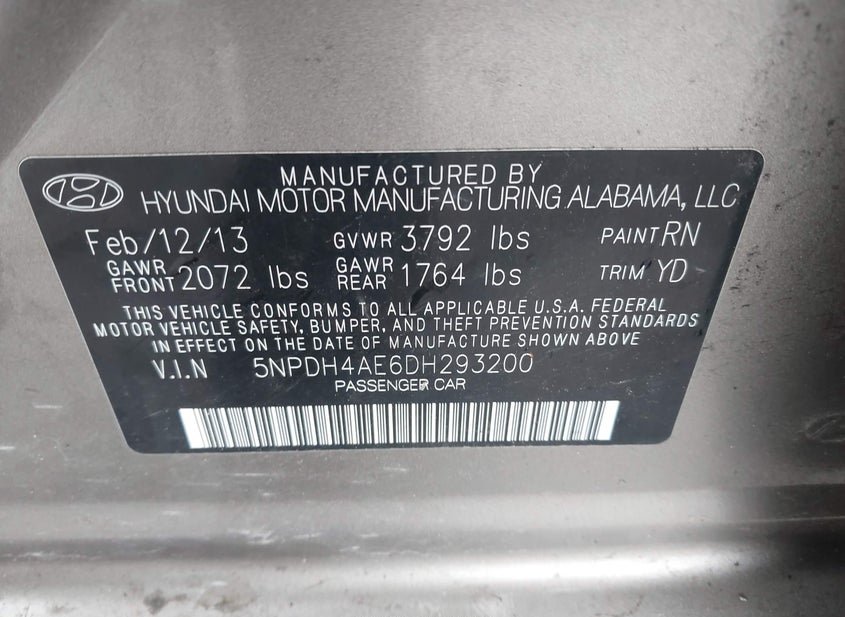 MANUFACTURED BY
HYUNDAI MOTOR MANUFACTURING ALABAMA, LLC
Feb/12/13 GVWR 3792 lbs PAINT RN
GAWR FRONT 2072 lbs GAWR REAR 1764 lbs TRIM YD
THIS VEHICLE CONFORMS TO ALL APPLICABLE U.S.A. FEDERAL
MOTOR VEHICLE SAFETY, BUMPER, AND THEFT PREVENTION STANDARDS
IN EFFECT ON THE DATE OF MANUFACTURE SHOWN ABOVE
V.I.N 5NPDH4AE6DH293200
PASSENGER CAR